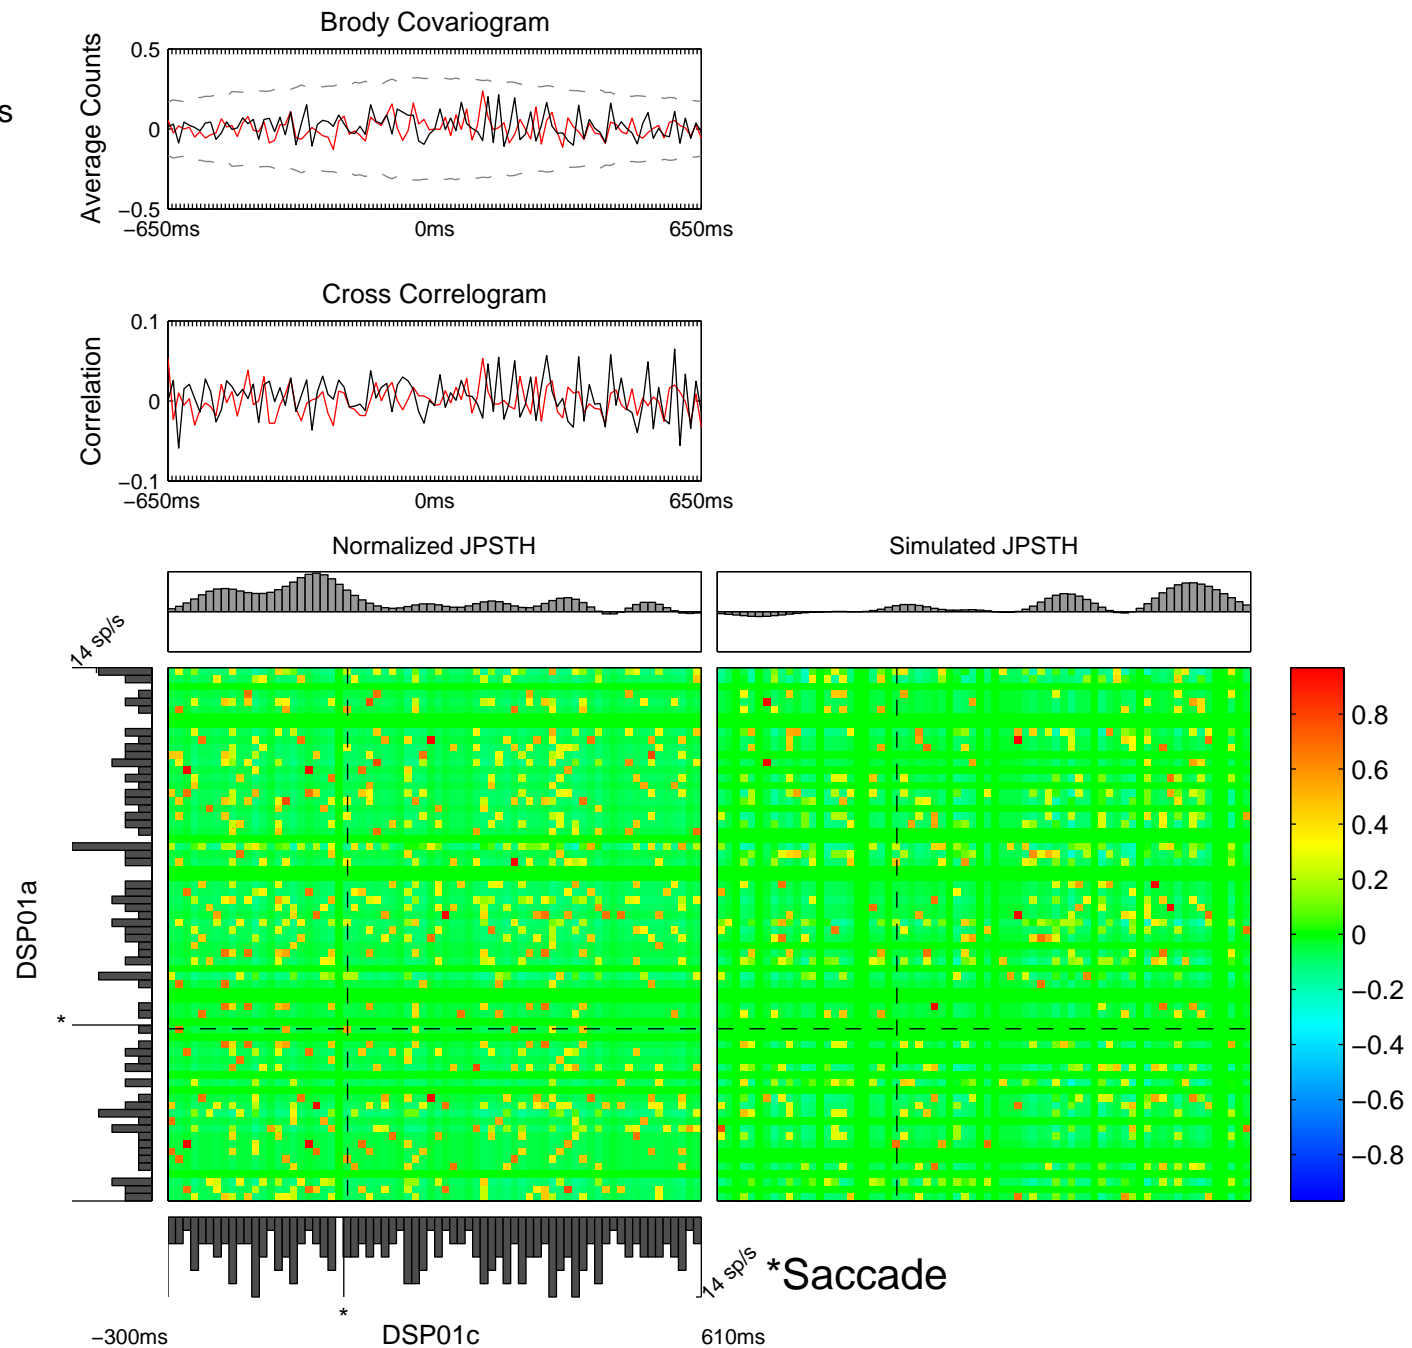 Brody Covariogram
s
Average Counts
0.5
0
−0.5
−650ms
0ms
650ms
Cross Correlogram
Correlation
0.1
0
−0.1
−650ms
0ms
650ms
Normalized JPSTH
Simulated JPSTH
14 sp/s
DSP01a
*
0.8
0.6
0.4
0.2
0
−0.2
−0.4
−0.6
−0.8
14 sp/s
*Saccade
*
−300ms
DSP01c
610ms